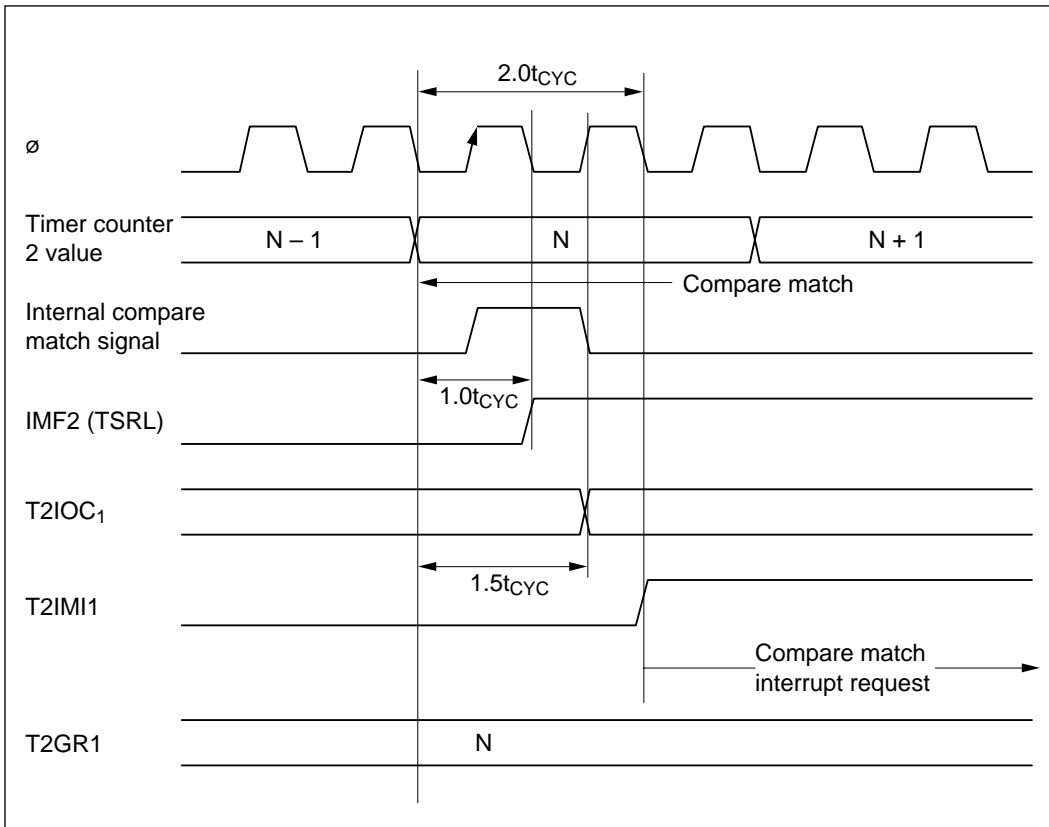 2.0tCYC
ø
Timer counter
2 value
N – 1
N
N + 1
Compare match
Internal compare
match signal
1.0tCYC
IMF2 (TSRL)
T2IOC1
1.5tCYC
T2IMI1
Compare match
interrupt request
T2GR1
N